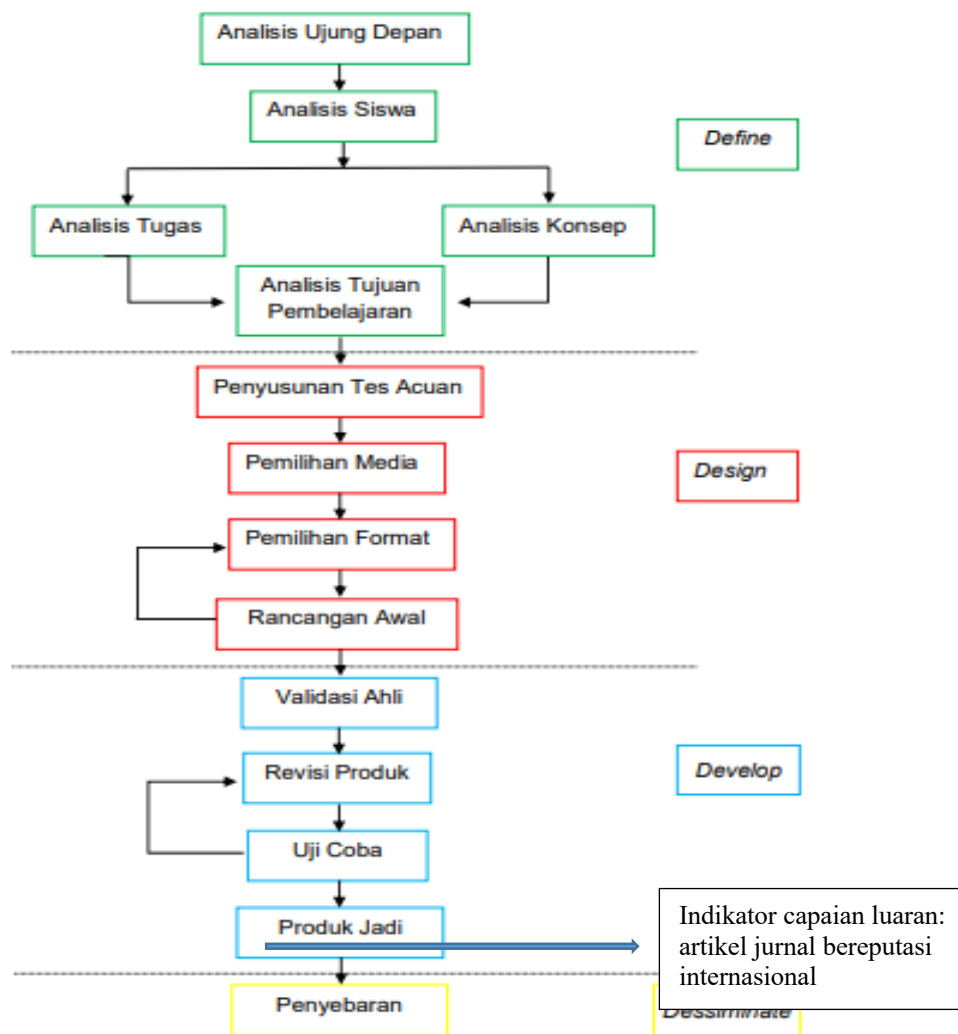 Analisis Ujung Depan
Analisis Siswa
Define
Analisis Tugas
Analisis Konsep
Analisis Tujuan
Pembelajaran
Penyusunan Tes Acuan
Pemilihan Media
Design
Pemilihan Format
Rancangan Awal
Validasi Ahli
Revisi Produk
Develop
Uji Coba
Produk Jadi
Indikator capaian luaran:
artikel jurnal bereputasi
internasional
Penyebaran
Dessiminate